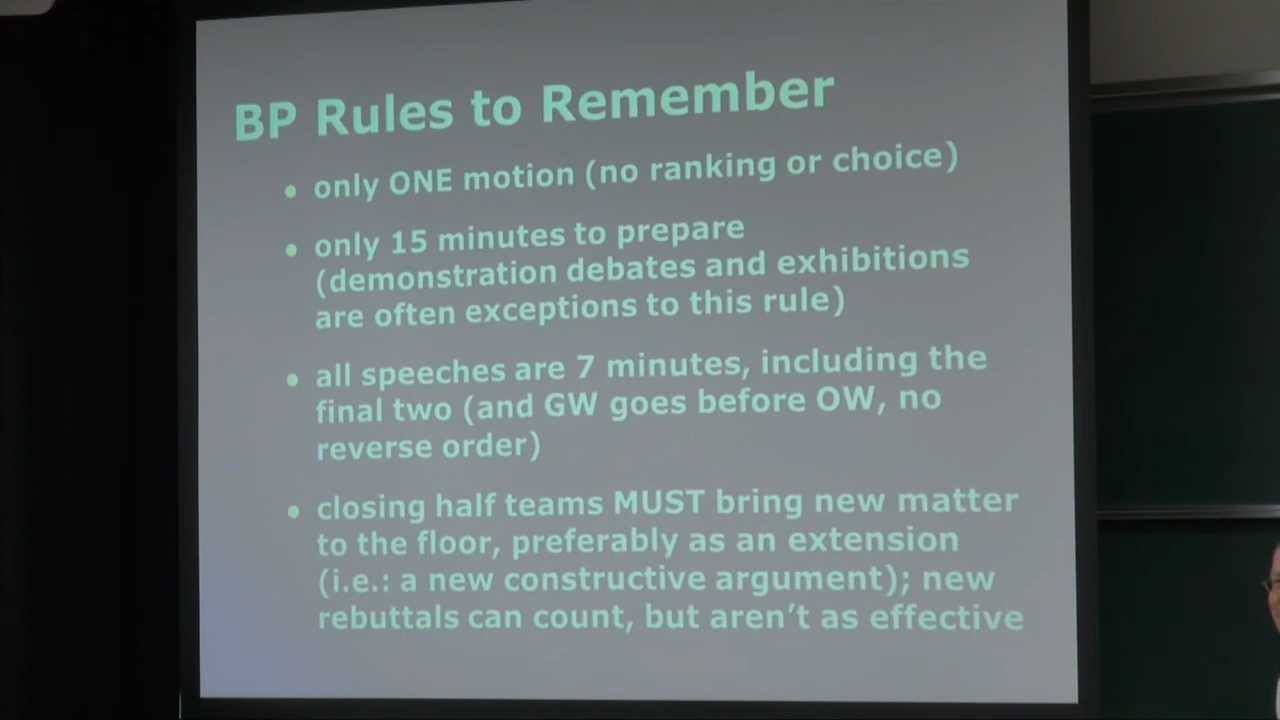 BP Rules to Remember
• only ONE motion (no ranking or choice)
• only 15 minutes to prepare
(demonstration debates and exhibitions
are often exceptions to this rule)
• all speeches are 7 minutes, including the
final two (and GW goes before OW, no
reverse order)
• closing half teams MUST bring new matter
to the floor, preferably as an extension
(i.e.: a new constructive argument); new
rebuttals can count, but aren't as effective